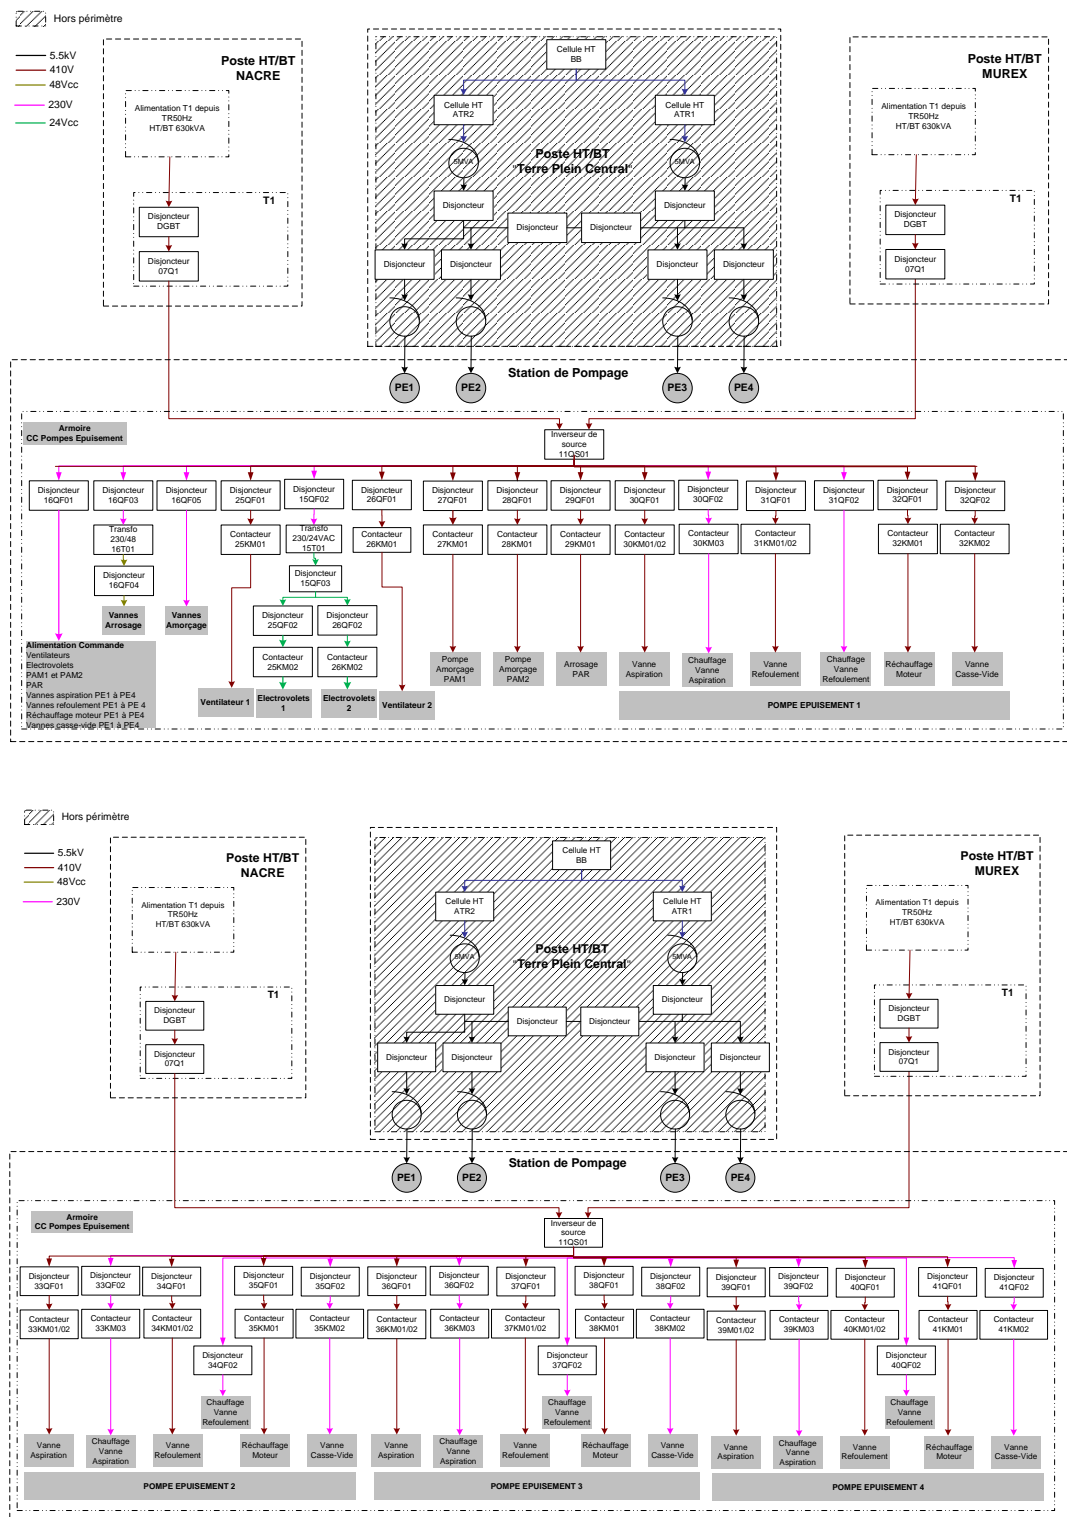 Hors périmètre
5.5kV
410V
48Vcc
230V
24Vcc
Poste HT/BT
NACRE
Alimentation T1 depuis
TR50Hz
HT/BT 630kVA
T1
Disjoncteur
DGBT
Disjoncteur
07Q1
Cellule HT
BB
Cellule HT
ATR2
Cellule HT
ATR1
5MVA
5MVA
Poste HT/BT
"Terre Plein Central"
Disjoncteur
Disjoncteur
Disjoncteur
Disjoncteur
Disjoncteur
Disjoncteur
Disjoncteur
Disjoncteur
Poste HT/BT
MUREX
Alimentation T1 depuis
TR50Hz
HT/BT 630kVA
T1
Disjoncteur
DGBT
Disjoncteur
07Q1
Station de Pompage
PE1
PE2
PE3
PE4
Armoire
CC Pompes Epuisement
Inverseur de
source
11QS01
Disjoncteur
16QF01
Disjoncteur
16QF03
Disjoncteur
16QF05
Disjoncteur
25QF01
Disjoncteur
15QF02
Disjoncteur
26QF01
Disjoncteur
27QF01
Disjoncteur
28QF01
Disjoncteur
29QF01
Disjoncteur
30QF01
Disjoncteur
30QF02
Disjoncteur
31QF01
Disjoncteur
31QF02
Disjoncteur
32QF01
Disjoncteur
32QF02
Transfo
230/48
16T01
Contacteur
25KM01
Transfo
230/24VAC
15T01
Contacteur
26KM01
Contacteur
27KM01
Contacteur
28KM01
Contacteur
29KM01
Contacteur
30KM01/02
Contacteur
30KM03
Contacteur
31KM01/02
Contacteur
32KM01
Contacteur
32KM02
Disjoncteur
16QF04
Disjoncteur
15QF03
Vannes
Arrosage
Vannes
Amorçage
Disjoncteur
25QF02
Disjoncteur
26QF02
Contacteur
25KM02
Contacteur
26KM02
Alimentation Commande
Ventilateurs
Electrovolets
PAM1 et PAM2
PAR
Vannes aspiration PE1 à PE4
Vannes refoulement PE1 à PE 4
Réchauffage moteur PE1 à PE4
Vannes casse-vide PE1 à PE4
Ventilateur 1
Electrovolets
1
Electrovolets
2
Ventilateur 2
Pompe
Amorçage
PAM1
Pompe
Amorçage
PAM2
Arrosage
PAR
Vanne
Aspiration
Chauffage
Vanne
Aspiration
Vanne
Refoulement
Chauffage
Vanne
Refoulement
Réchauffage
Moteur
Vanne
Casse-Vide
POMPE EPUISEMENT 1
Hors périmètre
5.5kV
410V
48Vcc
230V
Poste HT/BT
NACRE
Alimentation T1 depuis
TR50Hz
HT/BT 630kVA
T1
Disjoncteur
DGBT
Disjoncteur
07Q1
Cellule HT
BB
Cellule HT
ATR2
Cellule HT
ATR1
5MVA
5MVA
Poste HT/BT
"Terre Plein Central"
Disjoncteur
Disjoncteur
Disjoncteur
Disjoncteur
Disjoncteur
Disjoncteur
Disjoncteur
Disjoncteur
Poste HT/BT
MUREX
Alimentation T1 depuis
TR50Hz
HT/BT 630kVA
T1
Disjoncteur
DGBT
Disjoncteur
07Q1
Station de Pompage
PE1
PE2
PE3
PE4
Armoire
CC Pompes Epuisement
Inverseur de
source
11QS01
Disjoncteur
33QF01
Disjoncteur
33QF02
Disjoncteur
34QF01
Disjoncteur
35QF01
Disjoncteur
35QF02
Disjoncteur
36QF01
Disjoncteur
36QF02
Disjoncteur
37QF01
Disjoncteur
38QF01
Disjoncteur
38QF02
Disjoncteur
39QF01
Disjoncteur
39QF02
Disjoncteur
40QF01
Disjoncteur
41QF01
Disjoncteur
41QF02
Contacteur
33KM01/02
Contacteur
33KM03
Contacteur
34KM01/02
Contacteur
35KM01
Contacteur
35KM02
Contacteur
36KM01/02
Contacteur
36KM03
Contacteur
37KM01/02
Contacteur
38KM01
Contacteur
38KM02
Contacteur
39M01/02
Contacteur
39KM03
Contacteur
40KM01/02
Contacteur
41KM01
Contacteur
41KM02
Disjoncteur
34QF02
Disjoncteur
37QF02
Disjoncteur
40QF02
Chauffage
Vanne
Refoulement
Chauffage
Vanne
Refoulement
Chauffage
Vanne
Refoulement
Vanne
Aspiration
Chauffage
Vanne
Aspiration
Vanne
Refoulement
Réchauffage
Moteur
Vanne
Casse-Vide
Vanne
Aspiration
Chauffage
Vanne
Aspiration
Vanne
Refoulement
Réchauffage
Moteur
Vanne
Casse-Vide
Vanne
Aspiration
Chauffage
Vanne
Aspiration
Vanne
Refoulement
Réchauffage
Moteur
Vanne
Casse-Vide
POMPE EPUISEMENT 2
POMPE EPUISEMENT 3
POMPE EPUISEMENT 4